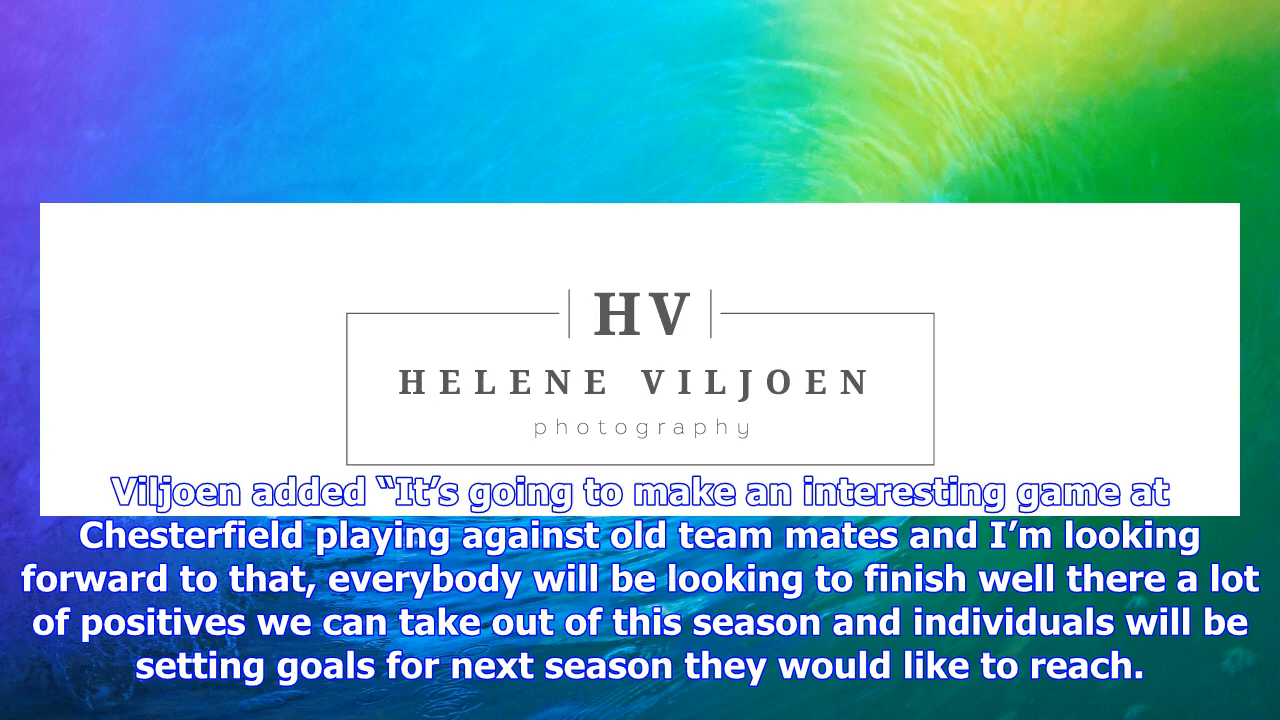 HV
HELENE VILJOEN
photography
Viljoen added “It’s going to make an interesting game at
Chesterfield playing against old team mates and I’m looking
forward to that, everybody will be looking to finish well there a lot
of positives we can take out of this season and individuals will be
setting goals for next season they would like to reach.